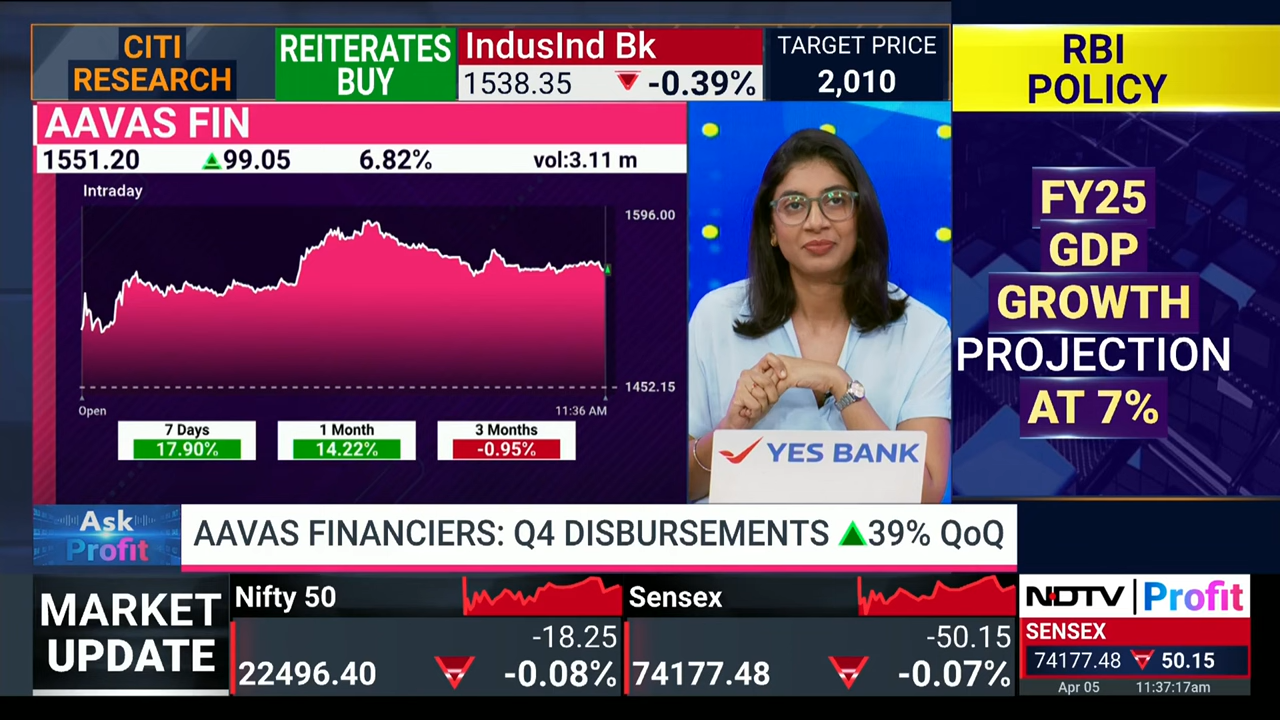 CITI
RESEARCH
REITERATES
BUY
IndusInd Bk
1538.35 -0.39%
TARGET PRICE
2,010
RBI
POLICY
AAVAS FIN
1551.20 99.05 6.82% vol:3.11 m
Intraday
1596.00
1452.15
Open 11:36 AM
7 Days
17.90%
1 Month
14.22%
3 Months
-0.95%
YES BANK
FY25
GDP
GROWTH
PROJECTION
AT 7%
Ask
Profit
AAVAS FINANCIERS: Q4 DISBURSEMENTS ▲39% QoQ
MARKET
UPDATE
Nifty 50
-18.25
22496.40 -0.08%
Sensex
-50.15
74177.48 -0.07%
NDTV Profit
SENSEX
74177.48 50.15
Apr 05 11:37:17am